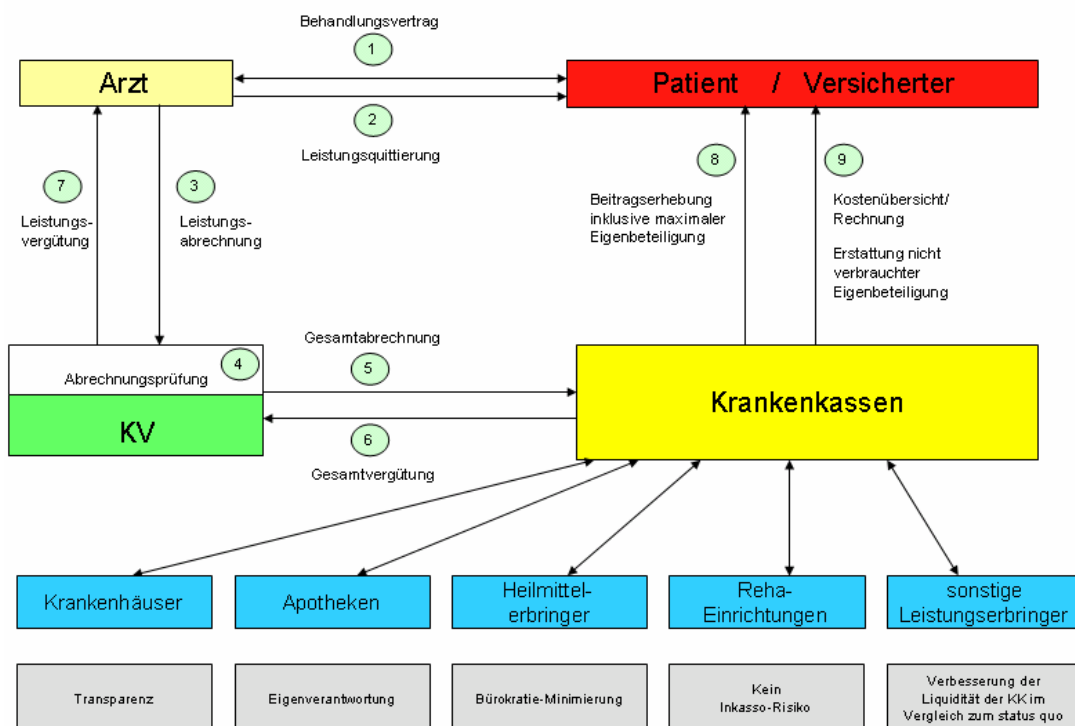 Behandlungsvertrag
1
Arzt
Patient / Versicherter
2
Leistungsquittierung
7
3
8
9
Leistungs-
vergütung
Leistungs-
abrechnung
Beitragserhebung
inklusive maximaler
Eigenbeteiligung
Kostenübersicht/
Rechnung
Erstattung nicht
verbrauchter
Eigenbeteiligung
Gesamtabrechnung
4
Abrechnungsprüfung
5
KV
Krankenkassen
6
Gesamtvergütung
Krankenhäuser
Apotheken
Heilmittel-
erbringer
Reha-
Einrichtungen
sonstige
Leistungserbringer
Transparenz
Eigenverantwortung
Bürokratie-Minimierung
Kein
Inkasso-Risiko
Verbesserung der
Liquidität der KK im
Vergleich zum status quo